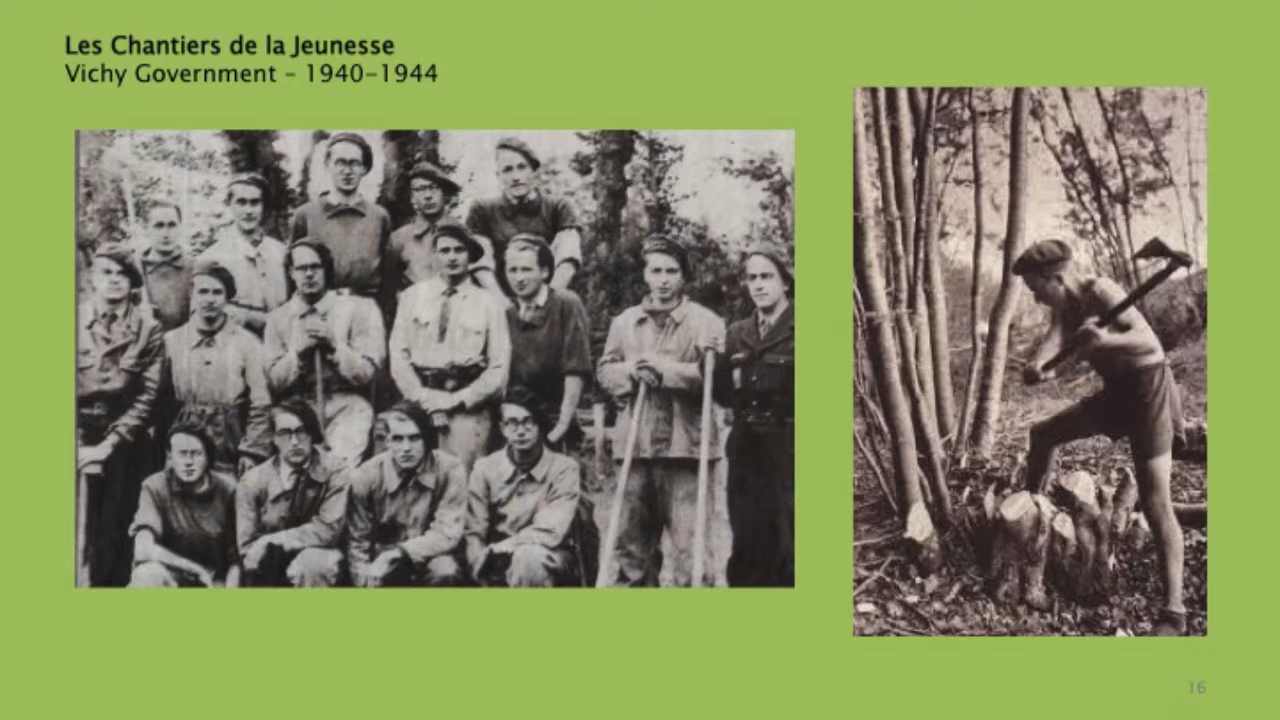 Les Chantiers de la Jeunesse
Vichy Government – 1940–1944
16